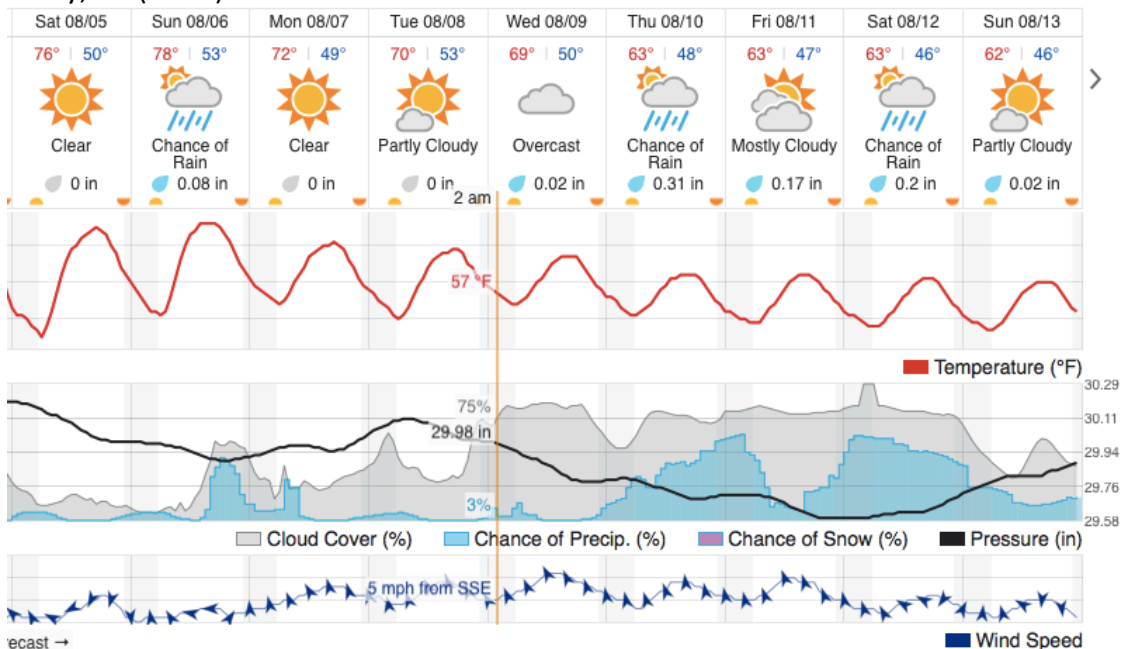 Sat 08/05 Sun 08/06 Mon 08/07 Tue 08/08 Wed 08/09 Thu 08/10 Fri 08/11 Sat 08/12 Sun 08/13
76° | 50° 78° | 53° 72° | 49° 70° | 53° 69° | 50° 63° | 48° 63° | 47° 63° | 46° 62° | 46°
Clear Chance of Rain Clear Partly Cloudy Overcast Chance of Rain Mostly Cloudy Chance of Rain Partly Cloudy
0 in 0.08 in 0 in 0 in 0.02 in 0.31 in 0.17 in 0.2 in 0.02 in
2 am
57 °F
Temperature (°F)
30.29
75%
30.11
29.98 in
29.94
29.76
3%
29.58
Cloud Cover (%) Chance of Precip. (%) Chance of Snow (%) Pressure (in)
5 mph from SSE
recast →
Wind Speed